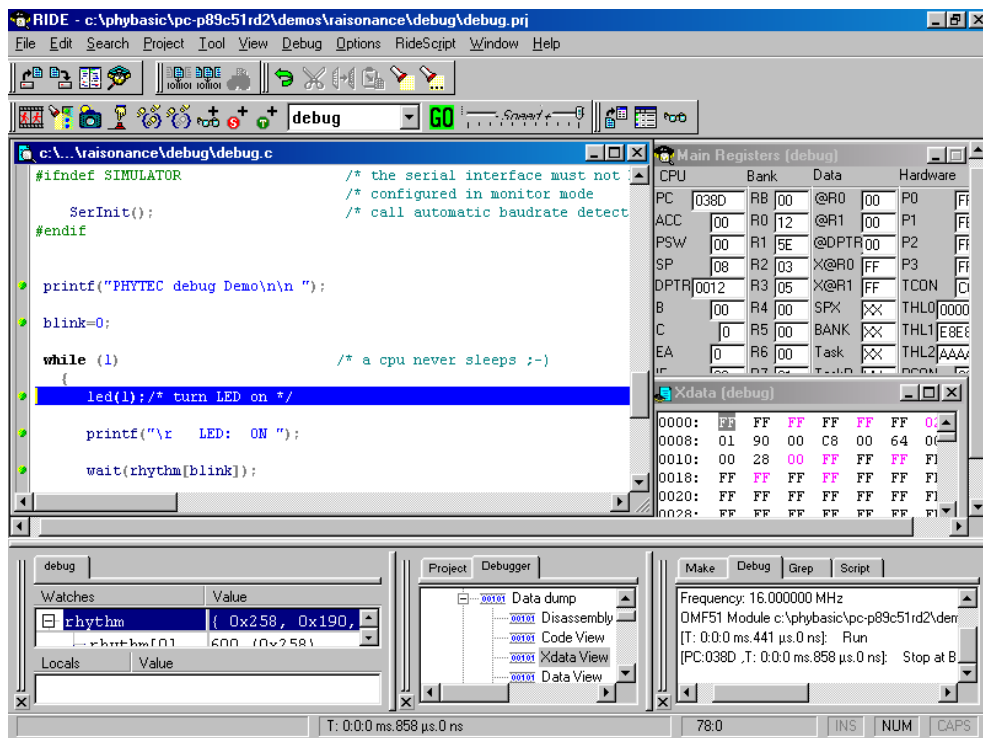 RIDE - c:\phybasic\pc-p89c51rd2\demos\raisonance\debug\debug.prj
File Edit Search Project Tool View Debug Options RideScript Window Help
debug GO Speed +
c:\...\raisonance\debug\debug.c
#ifndef SIMULATOR /* the serial interface must not
/* configured in monitor mode
SerInit(); /* call automatic baudrate detect
#endif
printf("PHYTEC debug Demo\n\n ");
blink=0;
while (1) /* a cpu never sleeps ;-)
{
led(1);/* turn LED on */
printf("\r   LED:  ON ");
wait(rhythm[blink]);
Main Registers (debug)
CPU Bank Data Hardware
PC 038D RB 00 @R0 00 P0
ACC 00 R0 12 @R1 00 P1
PSW 00 R1 5E @DPTR 00 P2
SP 08 R2 03 X@R0 FF P3
DPTR 0012 R3 05 X@R1 FF TCON
B 00 R4 00 SPX XX THL0 0000
C 0 R5 00 BANK XX THL1 E8E8
EA 0 R6 00 Task XX THL2 AAAA
Xdata (debug)
0000: FF FF FF FF FF FF
0008: 01 90 00 C8 00 64
0010: 00 28 00 FF FF FF
0018: FF FF FF FF FF FF
0020: FF FF FF FF FF FF
0028: FF FF FF FF FF FF
debug
Watches Value
rhythm { 0x258, 0x190,
rhythm[0] 600 (0x258)
Locals Value
Project Debugger
Data dump
Disassembly
Code View
Xdata View
Data View
Make Debug Grep Script
Frequency: 16.000000 MHz
OMF51 Module c:\phybasic\pc-p89c51rd2\den
[T: 0:0:0 ms.441 µs.0 ns]: Run
[PC:038D ,T: 0:0:0 ms.858 µs.0 ns]: Stop at B
T: 0:0:0 ms.858 µs.0 ns 78:0 INS NUM CAPS